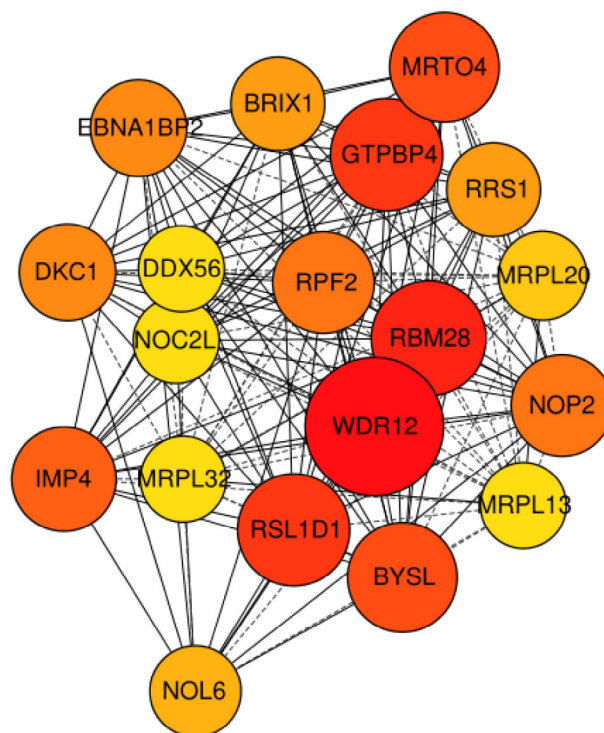 MRTO4
BRIX1
EBNA1BP2
GTPBP4
RRS1
DDX56
DKC1
RPF2
MRPL20
NOC2L
RBM28
NOP2
WDR12
IMP4
MRPL32
MRPL13
RSL1D1
BYSL
NOL6